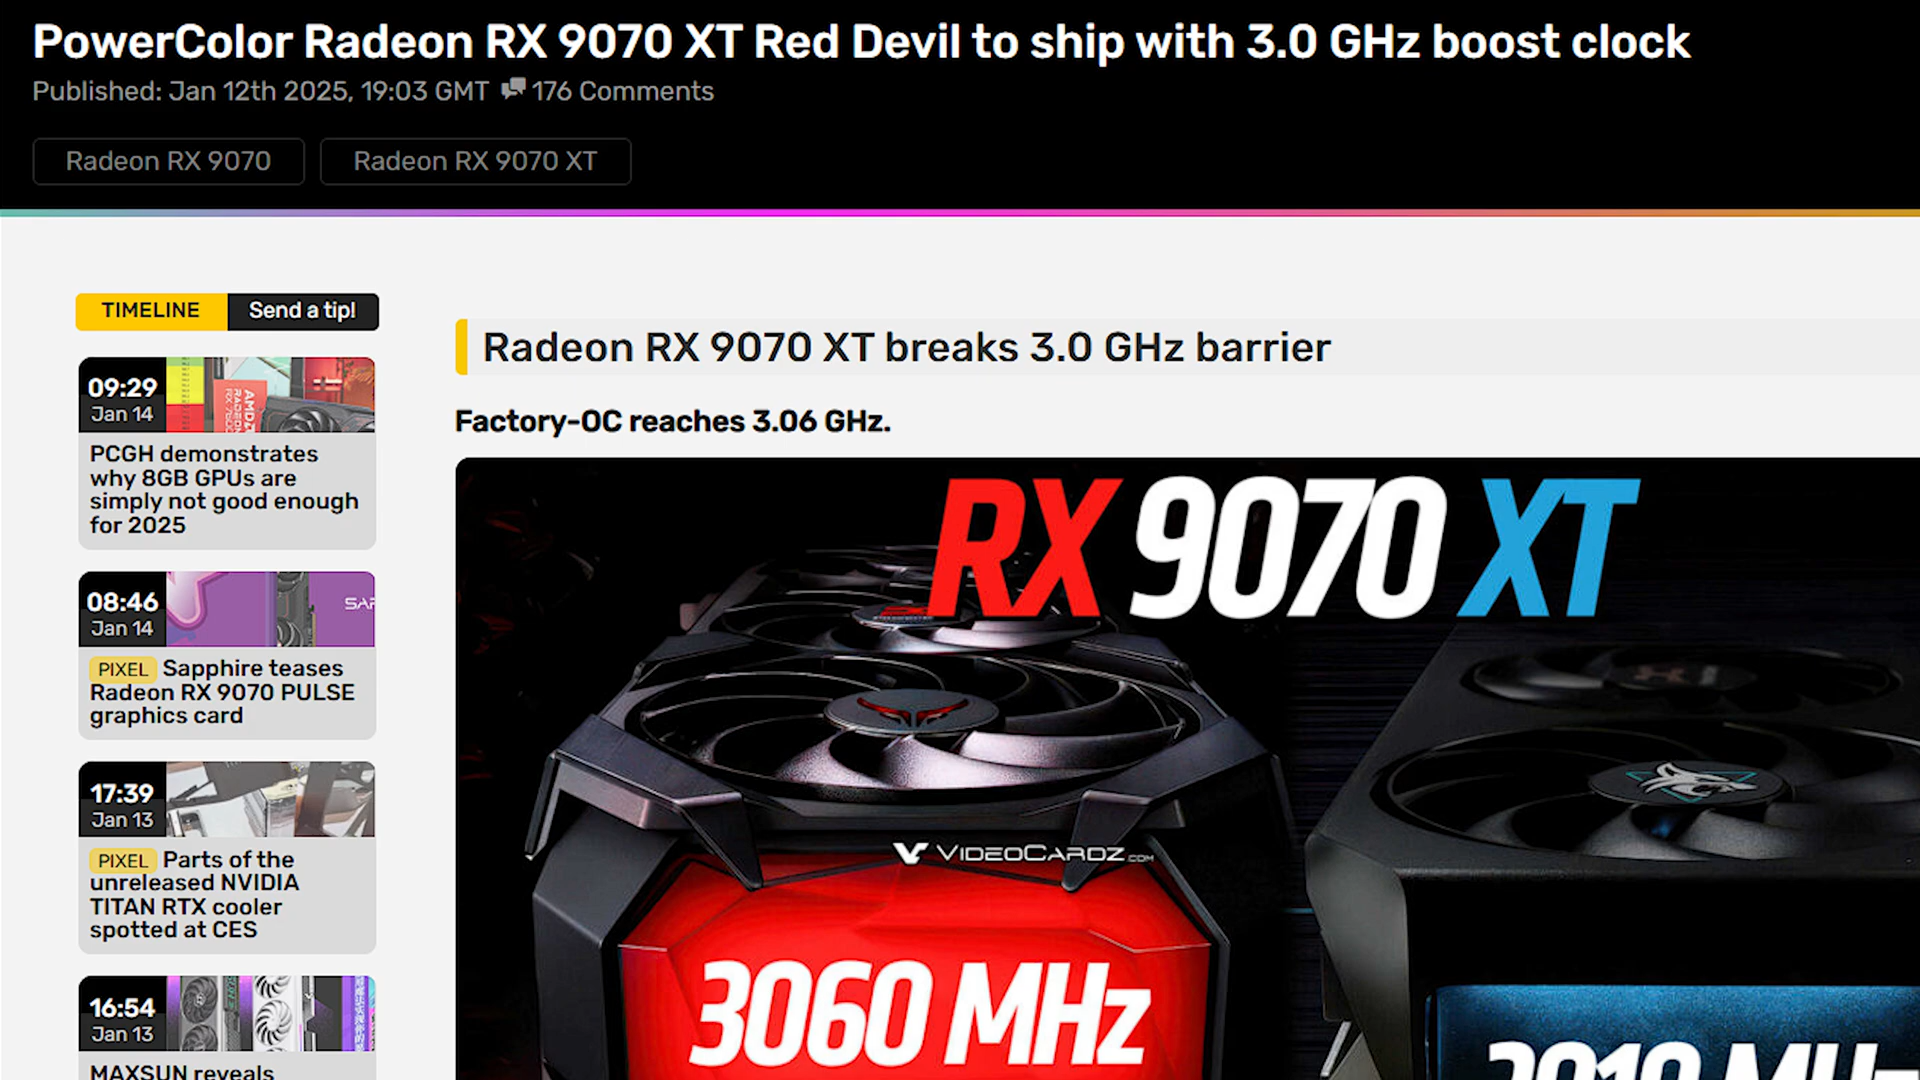 PowerColor Radeon RX 9070 XT Red Devil to ship with 3.0 GHz boost clock
Published: Jan 12th 2025, 19:03 GMT 176 Comments
Radeon RX 9070 Radeon RX 9070 XT
TIMELINE Send a tip!
09:29
Jan 14
AMD
RADEON
PCGH demonstrates
why 8GB GPUs are
simply not good enough
for 2025
08:46
Jan 14
PIXEL Sapphire teases
Radeon RX 9070 PULSE
graphics card
17:39
Jan 13
PIXEL Parts of the
unreleased NVIDIA
TITAN RTX cooler
spotted at CES
16:54
Jan 13
MAXSUN reveals
Radeon RX 9070 XT breaks 3.0 GHz barrier
Factory-OC reaches 3.06 GHz.
RX 9070 XT
VIDEOCARDZ.COM
3060 MHz